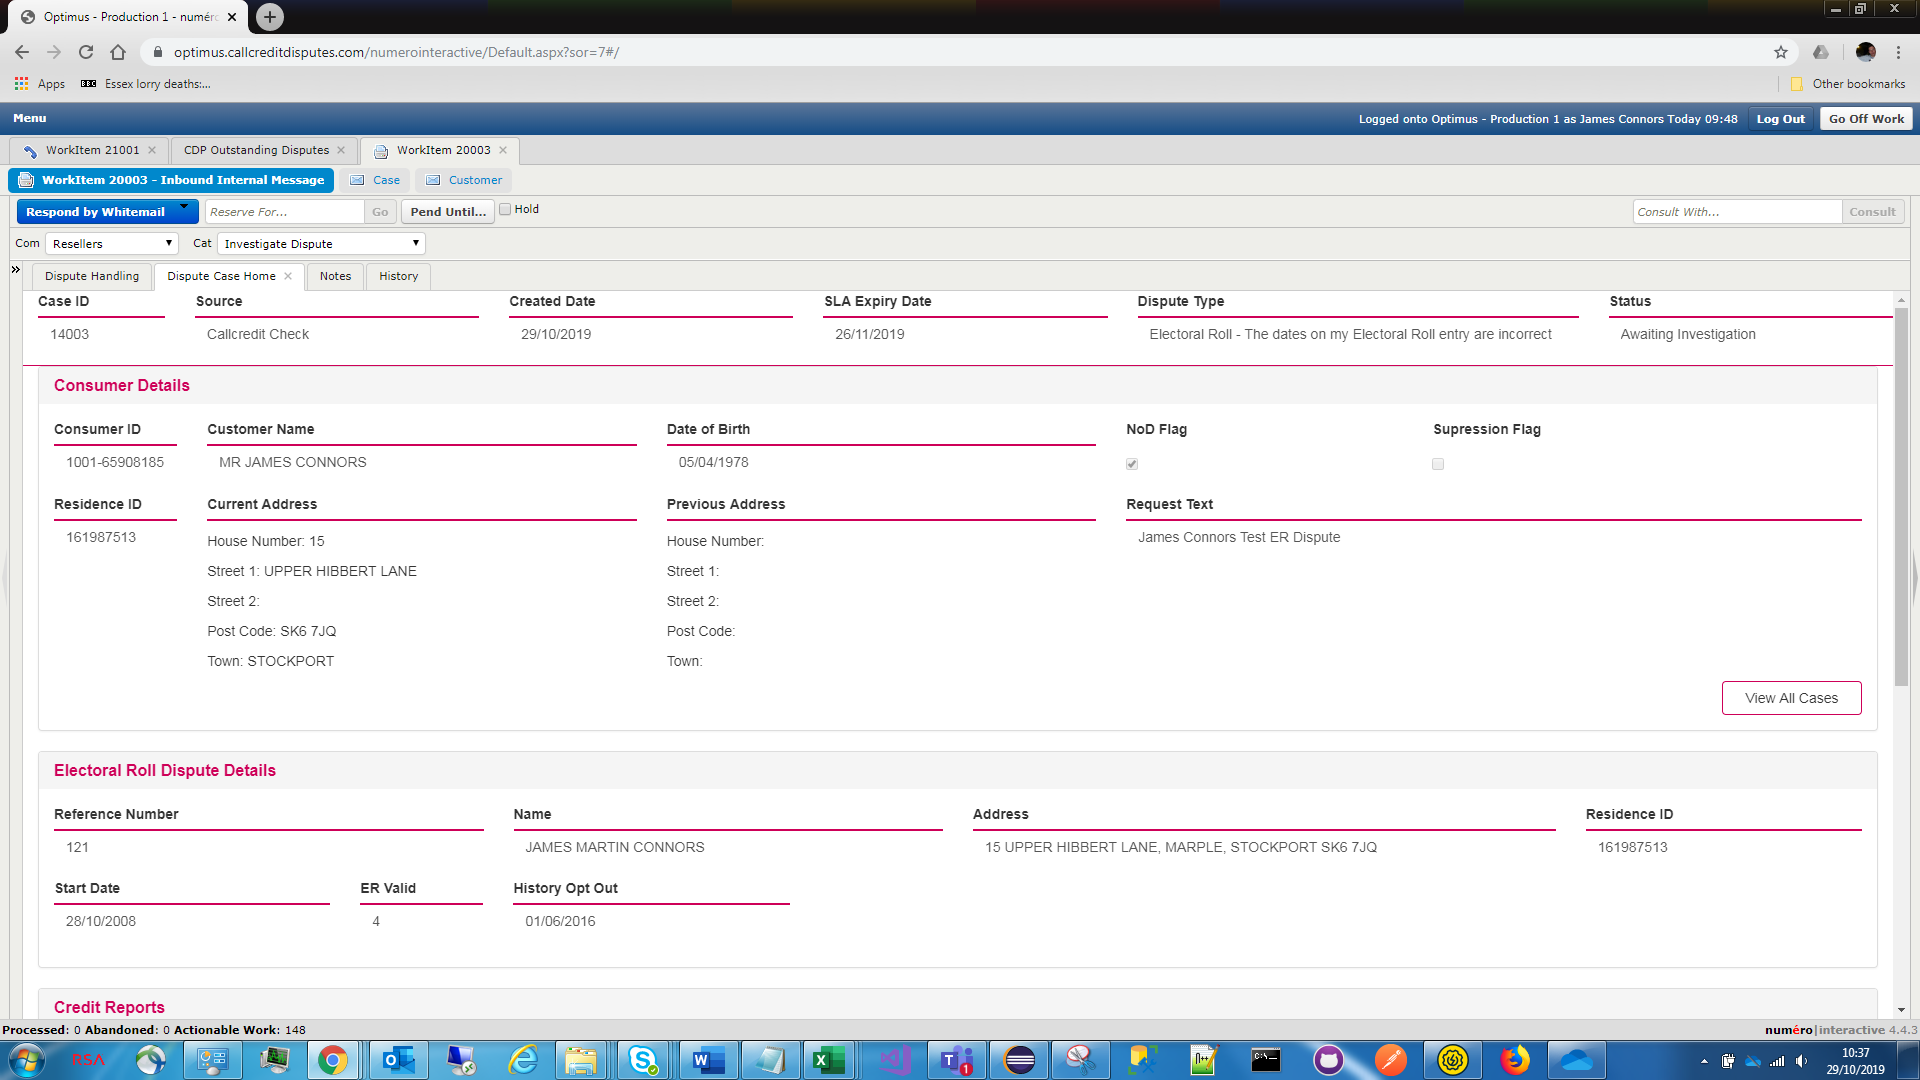 Optimus - Production 1 - numéro
optimus.callcreditdisputes.com/numerointeractive/Default.aspx?sor=7#/
Apps BBC Essex lorry deaths:... Other bookmarks
Menu Logged onto Optimus - Production 1 as James Connors Today 09:48 Log Out Go Off Work
WorkItem 21001 CDP Outstanding Disputes WorkItem 20003
WorkItem 20003 - Inbound Internal Message Case Customer
Respond by Whitemail Reserve For... Go Pend Until... Hold Consult With... Consult
Com Resellers Cat Investigate Dispute
Dispute Handling Dispute Case Home Notes History
Case ID Source Created Date SLA Expiry Date Dispute Type Status
14003 Callcredit Check 29/10/2019 26/11/2019 Electoral Roll - The dates on my Electoral Roll entry are incorrect Awaiting Investigation
Consumer Details
Consumer ID Customer Name Date of Birth NoD Flag Supression Flag
1001-65908185 MR JAMES CONNORS 05/04/1978
Residence ID Current Address Previous Address Request Text
161987513 House Number: 15 House Number: James Connors Test ER Dispute
Street 1: UPPER HIBBERT LANE Street 1:
Street 2: Street 2:
Post Code: SK6 7JQ Post Code:
Town: STOCKPORT Town:
View All Cases
Electoral Roll Dispute Details
Reference Number Name Address Residence ID
121 JAMES MARTIN CONNORS 15 UPPER HIBBERT LANE, MARPLE, STOCKPORT SK6 7JQ 161987513
Start Date ER Valid History Opt Out
28/10/2008 4 01/06/2016
Credit Reports
Processed: 0 Abandoned: 0 Actionable Work: 148 numéro|interactive 4.4.3
RSA 10:37
29/10/2019